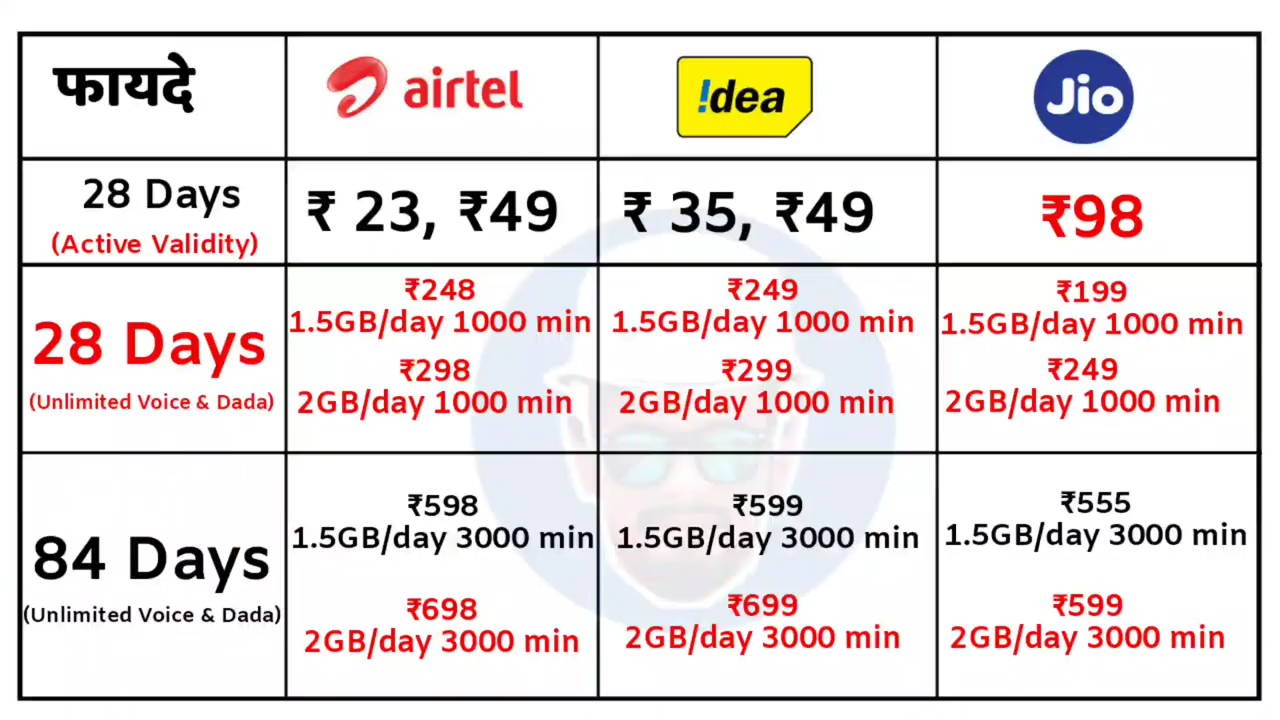 फायदे
airtel
!dea
Jio
28 Days
(Active Validity)
₹ 23, ₹49
₹ 35, ₹49
₹98
28 Days
(Unlimited Voice & Dada)
₹248
1.5GB/day 1000 min
₹298
2GB/day 1000 min
₹249
1.5GB/day 1000 min
₹299
2GB/day 1000 min
₹199
1.5GB/day 1000 min
₹249
2GB/day 1000 min
84 Days
(Unlimited Voice & Dada)
₹598
1.5GB/day 3000 min
₹698
2GB/day 3000 min
₹599
1.5GB/day 3000 min
₹699
2GB/day 3000 min
₹555
1.5GB/day 3000 min
₹599
2GB/day 3000 min